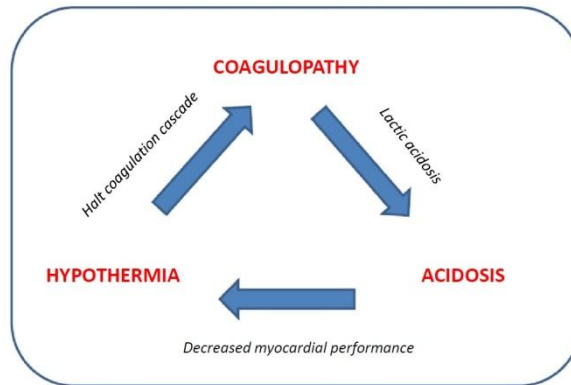 COAGULOPATHY
Halt coagulation cascade
Lactic acidosis
HYPOTHERMIA
ACIDOSIS
Decreased myocardial performance